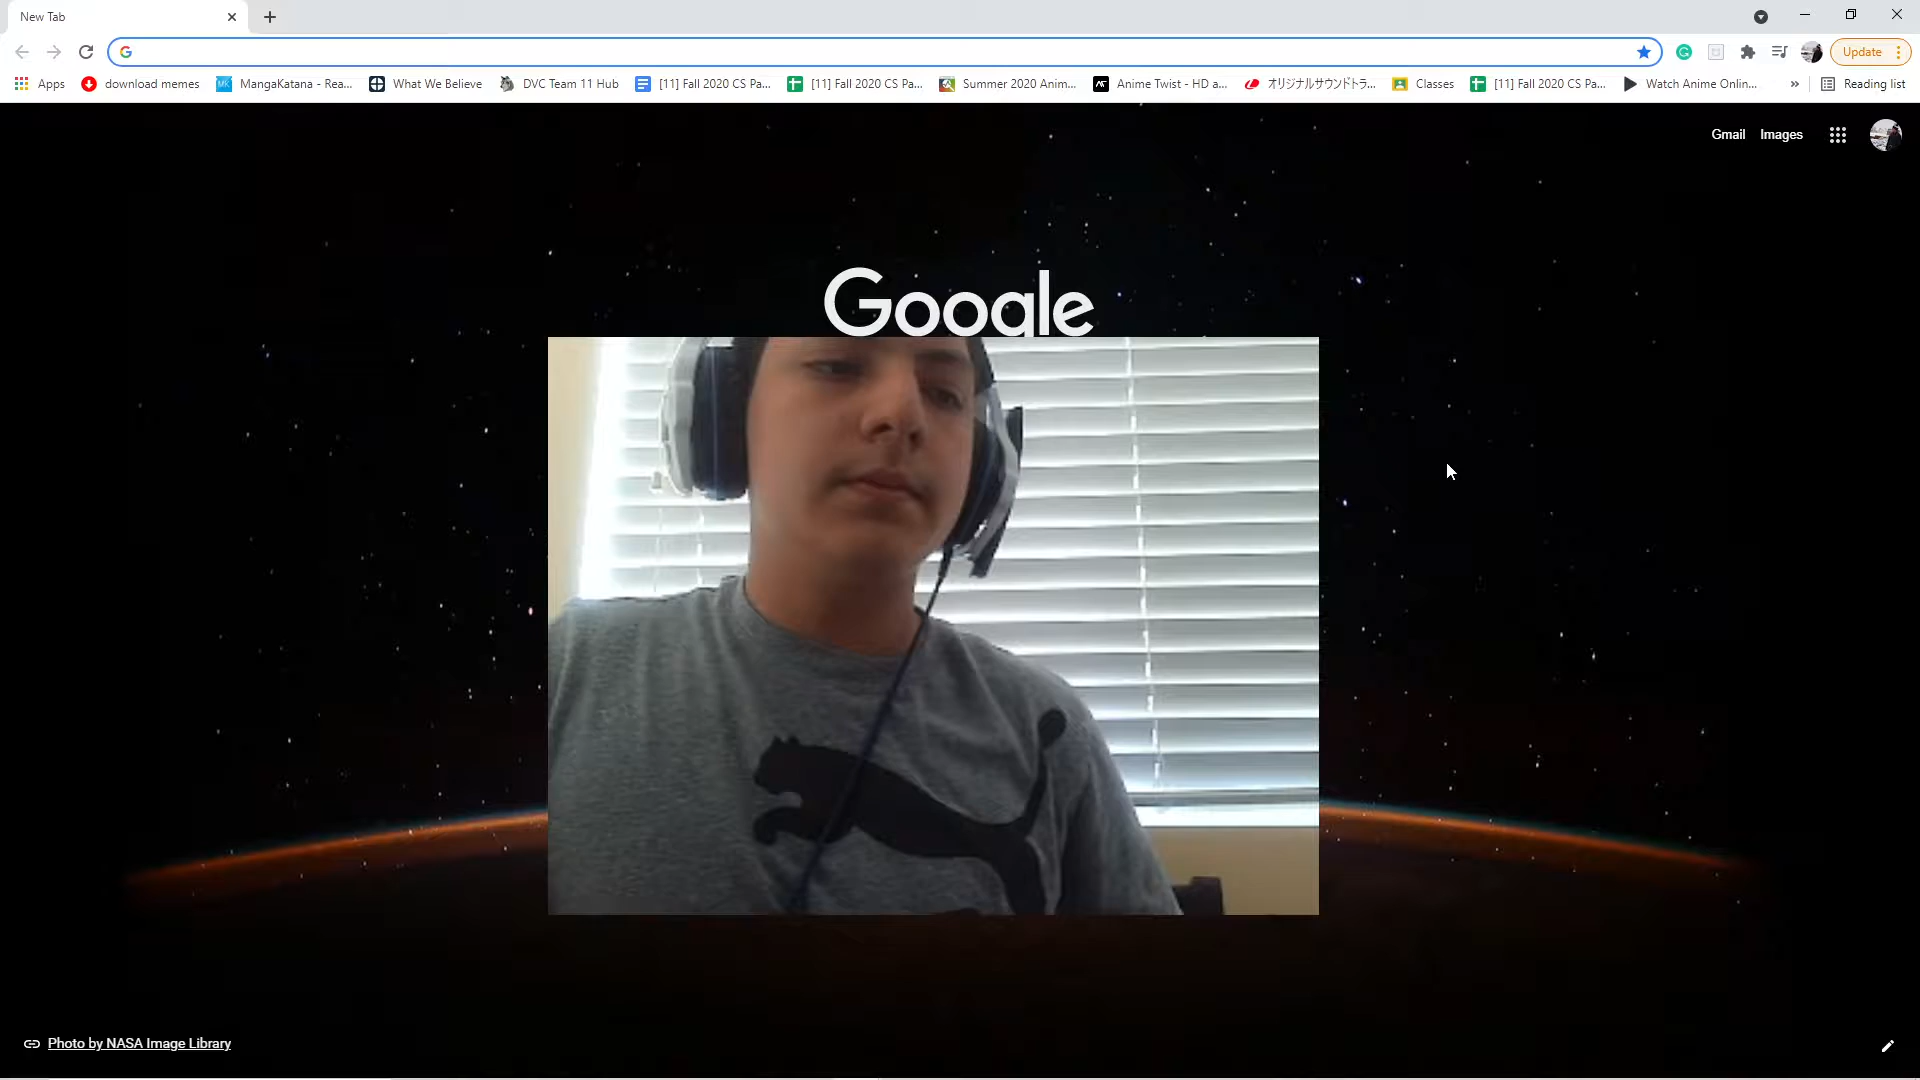 New Tab
Update
Apps
download memes
MangaKatana - Rea...
What We Believe
DVC Team 11 Hub
[11] Fall 2020 CS Pa...
[11] Fall 2020 CS Pa...
Summer 2020 Anim...
Anime Twist - HD a...
オリジナルサウンドトラ...
Classes
[11] Fall 2020 CS Pa...
Watch Anime Onlin...
»
Reading list
Gmail
Images
Google
Photo by NASA Image Library